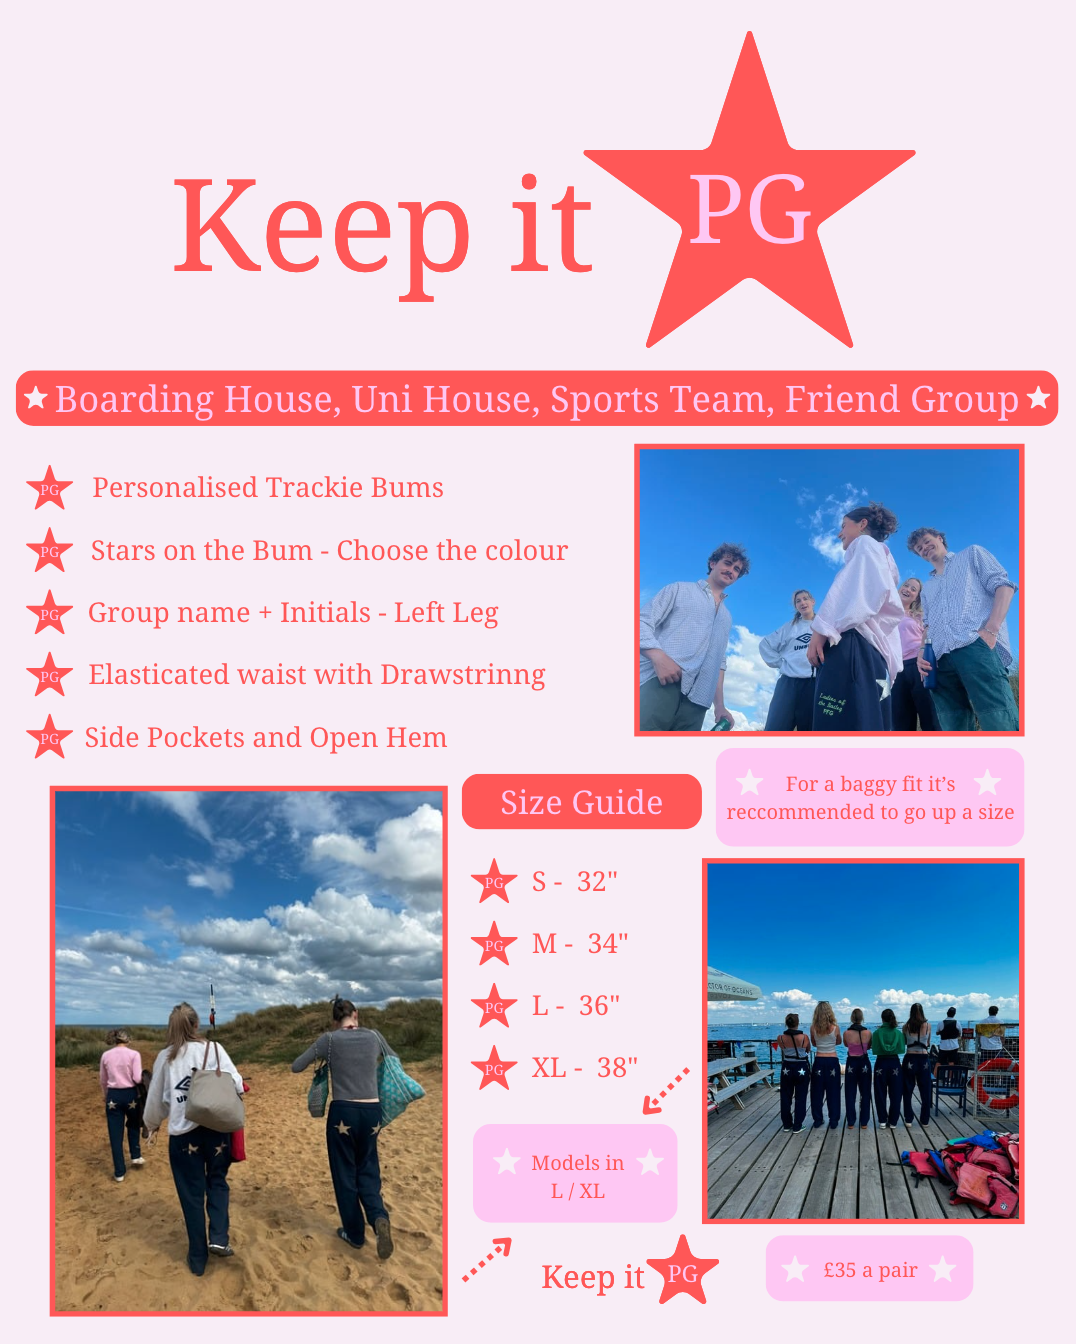 Keep it PG
Boarding House, Uni House, Sports Team, Friend Group
PG Personalised Trackie Bums
PG Stars on the Bum - Choose the colour
PG Group name + Initials - Left Leg
PG Elasticated waist with Drawstrinng
PG Side Pockets and Open Hem
Ladies of
PFG
For a baggy fit it's
reccommended to go up a size
Size Guide
PG S - 32"
PG M - 34"
PG L - 36"
PG XL - 38"
Models in
L / XL
Keep it PG
£35 a pair